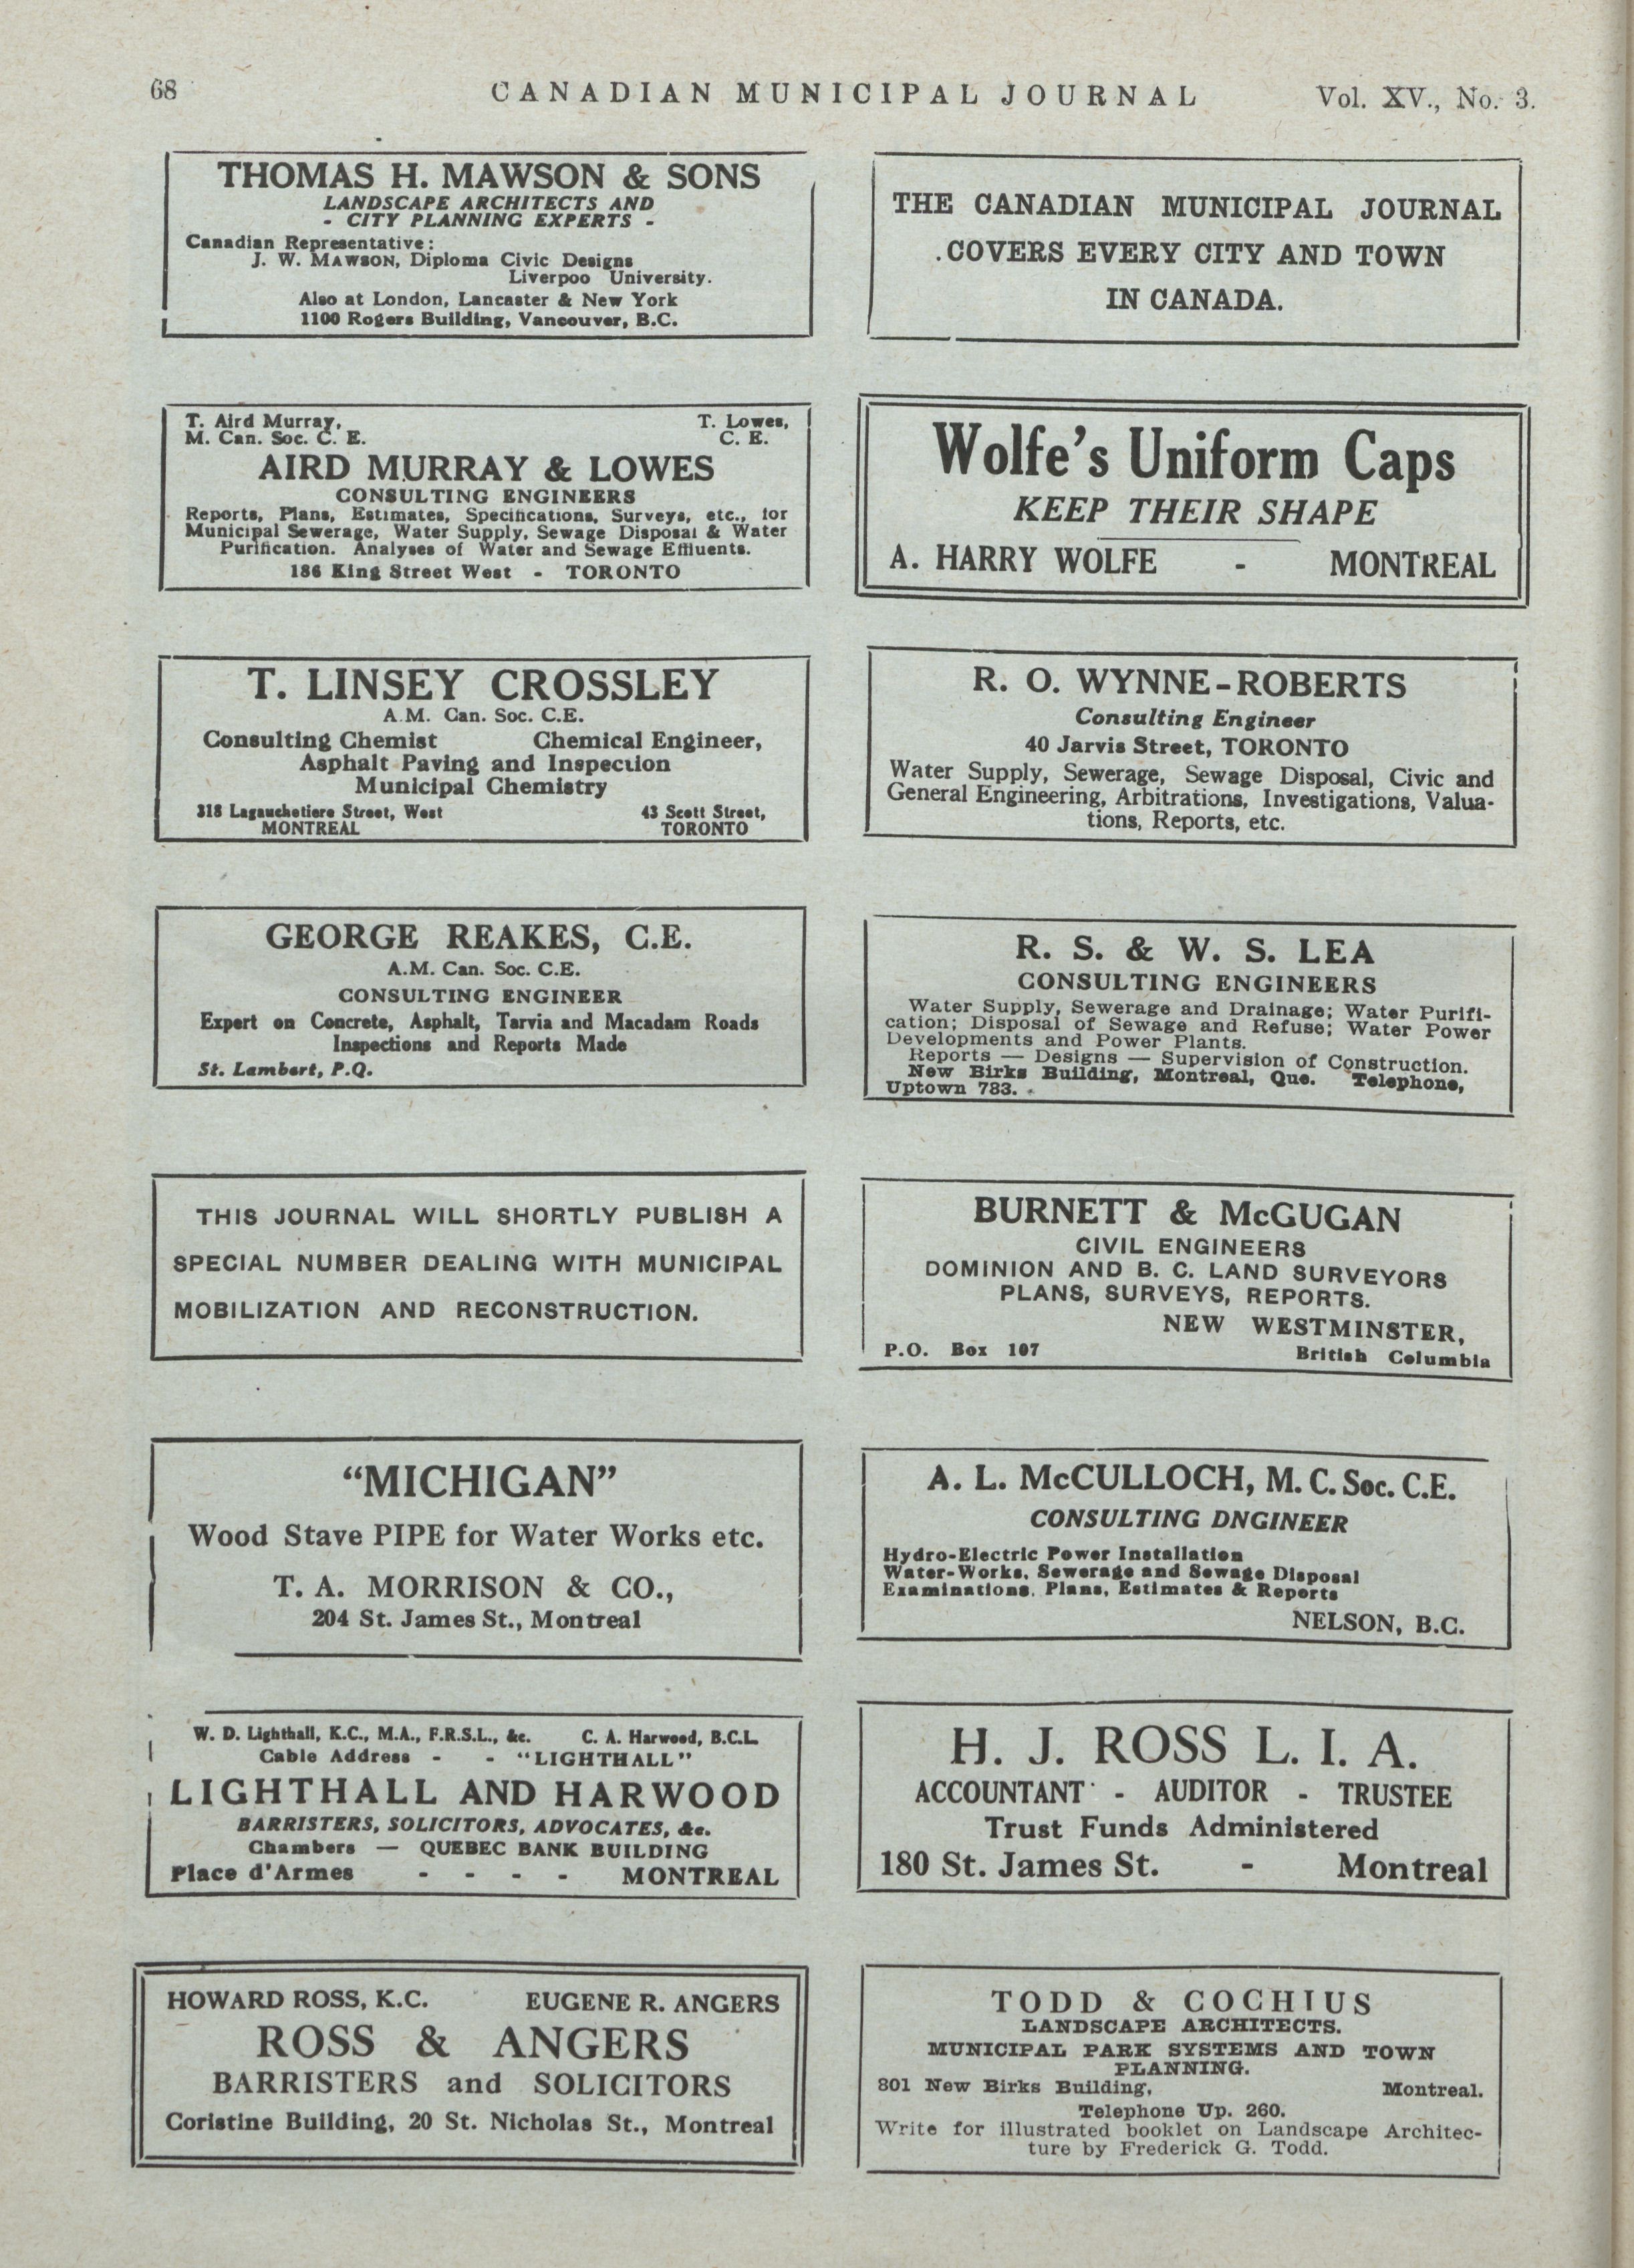 68
CANADIAN MUNICIPAL JOURNAL
Vol. XV., No. 3.
THOMAS H. MAWSON & SONS
LANDSCAPE ARCHITECTS AND
- CITY PLANNING EXPERTS -
Canadian Representative:
J. W. MAWSON, Diploma Civic Designs
Liverpoo University.
Also at London, Lancaster & New York
1100 Rogers Building, Vancouver, B.C.
THE CANADIAN MUNICIPAL JOURNAL
COVERS EVERY CITY AND TOWN
IN CANADA.
T. Aird Murray, T. Lowes,
M. Can. Soc. C. E. C. E.
AIRD MURRAY & LOWES
CONSULTING ENGINEERS
Reports, Plans, Estimates, Specifications, Surveys, etc., for
Municipal Sewerage, Water Supply, Sewage Disposal & Water
Purification. Analyses of Water and Sewage Effluents.
186 King Street West - TORONTO
Wolfe's Uniform Caps
KEEP THEIR SHAPE
A. HARRY WOLFE - MONTREAL
T. LINSEY CROSSLEY
A.M. Can. Soc. C.E.
Consulting Chemist Chemical Engineer,
Asphalt Paving and Inspection
Municipal Chemistry
318 Lagauchetiere Street, West 43 Scott Street,
MONTREAL TORONTO
R. O. WYNNE-ROBERTS
Consulting Engineer
40 Jarvis Street, TORONTO
Water Supply, Sewerage, Sewage Disposal, Civic and
General Engineering, Arbitrations, Investigations, Valua-
tions, Reports, etc.
GEORGE REAKES, C.E.
A.M. Can. Soc. C.E.
CONSULTING ENGINEER
Expert on Concrete, Asphalt, Tarvia and Macadam Roads
Inspections and Reports Made
St. Lambert, P.Q.
R. S. & W. S. LEA
CONSULTING ENGINEERS
Water Supply, Sewerage and Drainage; Water Purifi-
cation; Disposal of Sewage and Refuse; Water Power
Developments and Power Plants.
Reports — Designs — Supervision of Construction.
New Birks Building, Montreal, Que. Telephone,
Uptown 783.
THIS JOURNAL WILL SHORTLY PUBLISH A
SPECIAL NUMBER DEALING WITH MUNICIPAL
MOBILIZATION AND RECONSTRUCTION.
BURNETT & McGUGAN
CIVIL ENGINEERS
DOMINION AND B. C. LAND SURVEYORS
PLANS, SURVEYS, REPORTS.
NEW WESTMINSTER,
P.O. Box 107 British Columbia
"MICHIGAN"
Wood Stave PIPE for Water Works etc.
T. A. MORRISON & CO.,
204 St. James St., Montreal
A. L. McCULLOCH, M. C. Soc. C.E.
CONSULTING DNGINEER
Hydro-Electric Power Installation
Water-Works, Sewerage and Sewage Disposal
Examinations, Plans, Estimates & Reports
NELSON, B.C.
W. D. Lighthall, K.C., M.A., F.R.S.L., &c. C. A. Harwood, B.C.L.
Cable Address - - "LIGHTHALL"
LIGHTHALL AND HARWOOD
BARRISTERS, SOLICITORS, ADVOCATES, &c.
Chambers — QUEBEC BANK BUILDING
Place d'Armes - - - - MONTREAL
H. J. ROSS L. I. A.
ACCOUNTANT - AUDITOR - TRUSTEE
Trust Funds Administered
180 St. James St. - Montreal
HOWARD ROSS, K.C. EUGENE R. ANGERS
ROSS & ANGERS
BARRISTERS and SOLICITORS
Coristine Building, 20 St. Nicholas St., Montreal
TODD & COCHIUS
LANDSCAPE ARCHITECTS.
MUNICIPAL PARK SYSTEMS AND TOWN
PLANNING.
801 New Birks Building, Montreal.
Telephone Up. 260.
Write for illustrated booklet on Landscape Architec-
ture by Frederick G. Todd.